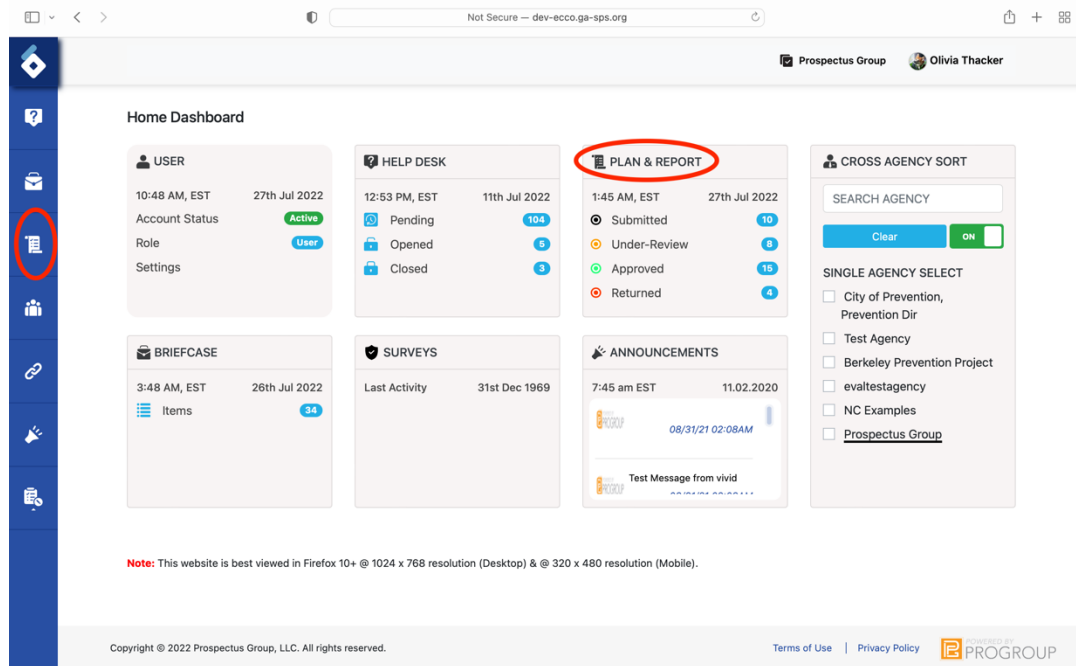 Not Secure — dev-ecco.ga-sps.org
Prospectus Group
Olivia Thacker
Home Dashboard
USER
10:48 AM, EST 27th Jul 2022
Account Status Active
Role User
Settings
HELP DESK
12:53 PM, EST 11th Jul 2022
Pending 104
Opened 5
Closed 3
PLAN & REPORT
1:45 AM, EST 27th Jul 2022
Submitted 10
Under-Review 8
Approved 15
Returned 4
CROSS AGENCY SORT
SEARCH AGENCY
Clear ON
SINGLE AGENCY SELECT
City of Prevention,
Prevention Dir
Test Agency
Berkeley Prevention Project
evaltestagency
NC Examples
Prospectus Group
BRIEFCASE
3:48 AM, EST 26th Jul 2022
Items 34
SURVEYS
Last Activity 31st Dec 1969
ANNOUNCEMENTS
7:45 am EST 11.02.2020
PROGROUP
08/31/21 02:08AM
Test Message from vivid
PROGROUP
Note: This website is best viewed in Firefox 10+ @ 1024 x 768 resolution (Desktop) & @ 320 x 480 resolution (Mobile).
Copyright © 2022 Prospectus Group, LLC. All rights reserved.
Terms of Use | Privacy Policy
POWERED BY
PROGROUP